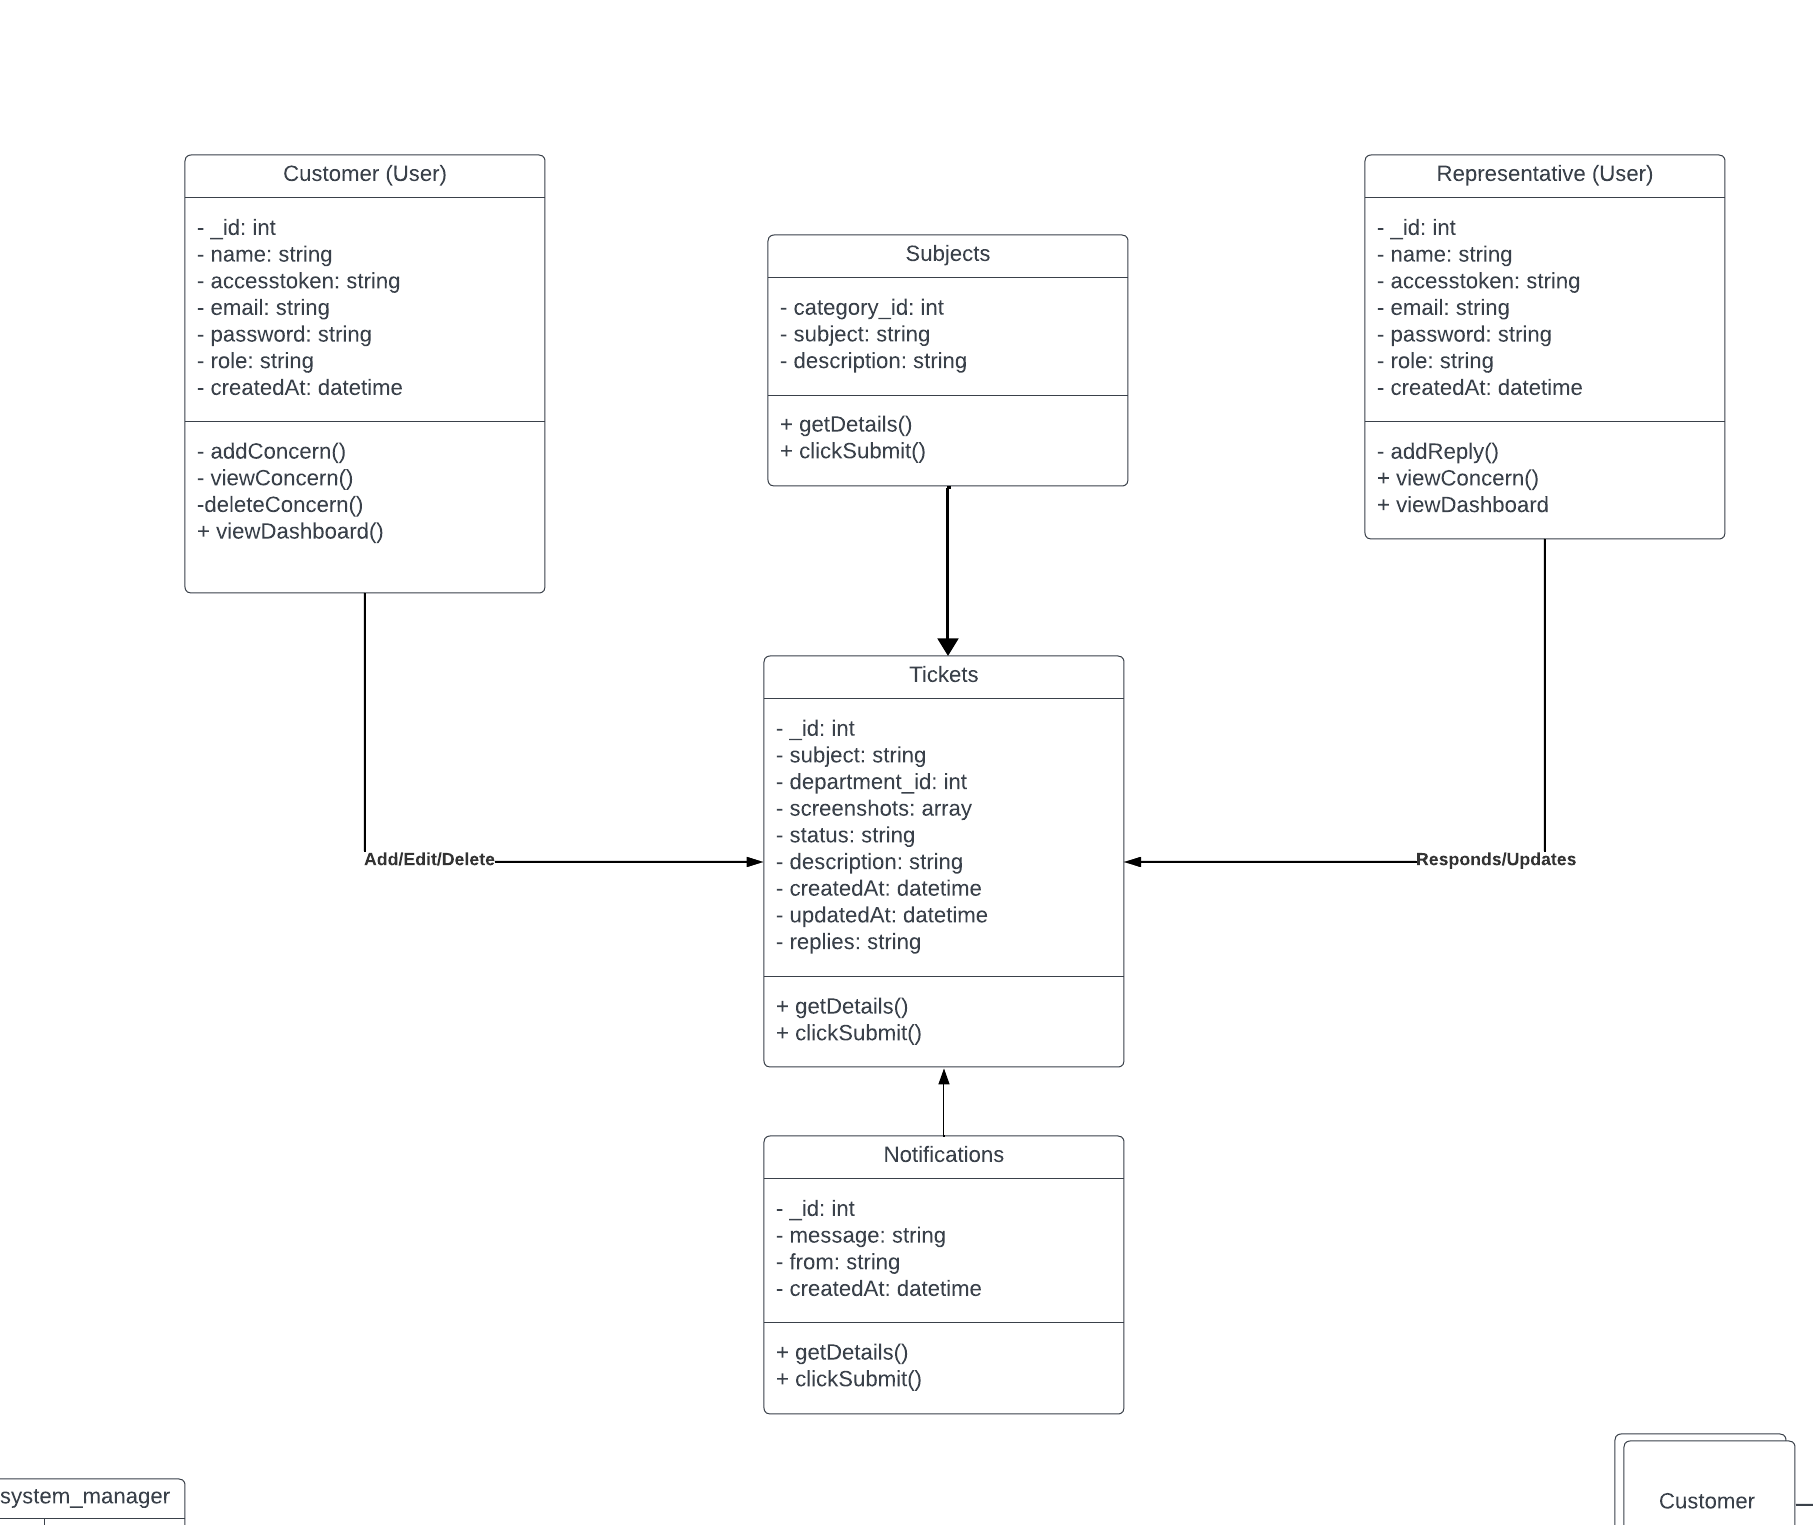 Customer (User)
- _id: int
- name: string
- accesstoken: string
- email: string
- password: string
- role: string
- createdAt: datetime
- addConcern()
- viewConcern()
-deleteConcern()
+ viewDashboard()
Subjects
- category_id: int
- subject: string
- description: string
+ getDetails()
+ clickSubmit()
Representative (User)
- _id: int
- name: string
- accesstoken: string
- email: string
- password: string
- role: string
- createdAt: datetime
- addReply()
+ viewConcern()
+ viewDashboard
Add/Edit/Delete
Tickets
- _id: int
- subject: string
- department_id: int
- screenshots: array
- status: string
- description: string
- createdAt: datetime
- updatedAt: datetime
- replies: string
+ getDetails()
+ clickSubmit()
Responds/Updates
Notifications
- _id: int
- message: string
- from: string
- createdAt: datetime
+ getDetails()
+ clickSubmit()
system_manager
Customer